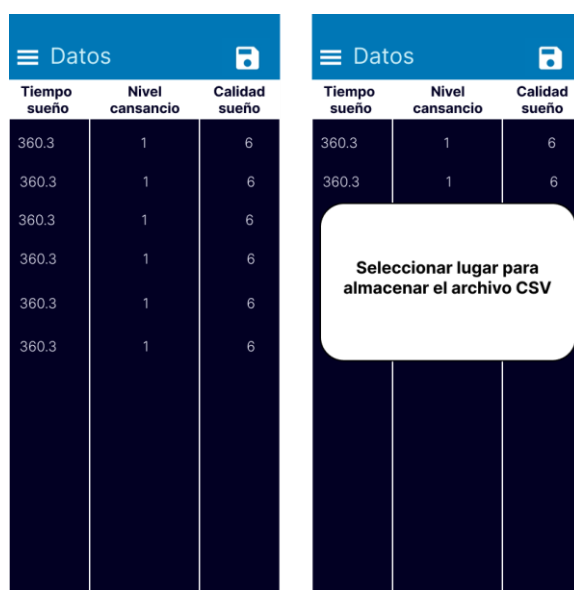 Datos
Tiempo sueño Nivel cansancio Calidad sueño
360.3 1 6
360.3 1 6
360.3 1 6
360.3 1 6
360.3 1 6
360.3 1 6
Datos
Tiempo sueño Nivel cansancio Calidad sueño
360.3 1 6
360.3 1 6
Seleccionar lugar para
almacenar el archivo CSV